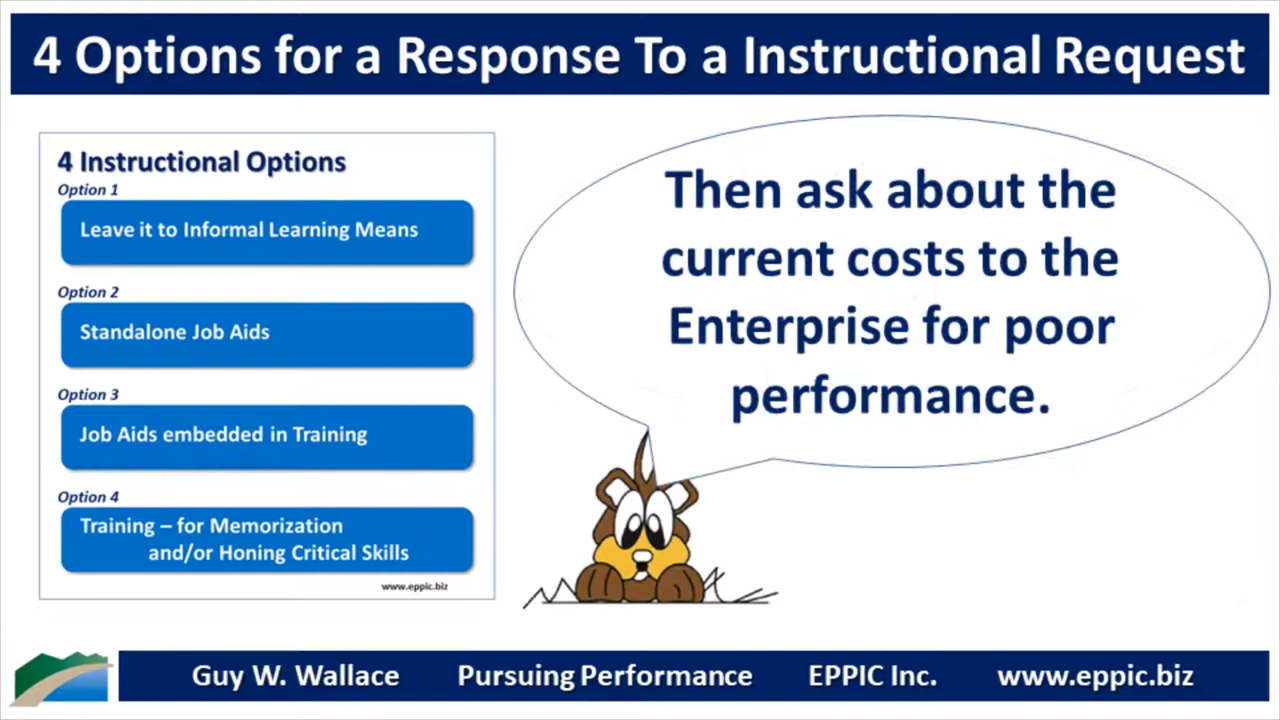 4 Options for a Response To a Instructional Request
4 Instructional Options
Option 1
Leave it to Informal Learning Means
Option 2
Standalone Job Aids
Option 3
Job Aids embedded in Training
Option 4
Training – for Memorization
and/or Honing Critical Skills
www.eppic.biz
Then ask about the
current costs to the
Enterprise for poor
performance.
Guy W. Wallace Pursuing Performance EPPIC Inc. www.eppic.biz